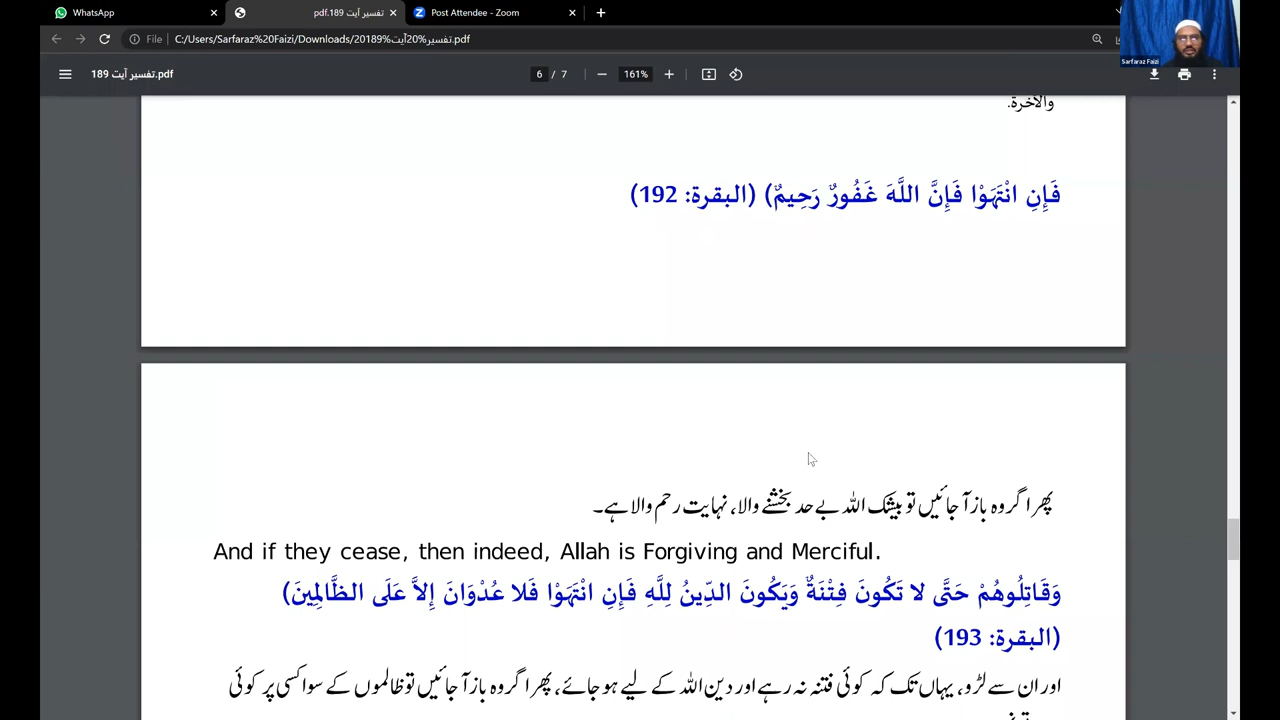 WhatsApp
تفسیر آیت 189.pdf
Post Attendee - Zoom
File
C:/Users/Sarfaraz%20Faizi/Downloads/20189%تفسیر%20آیت.pdf
Sarfaraz Faizi
تفسیر آیت 189.pdf
6 / 7
161%
والآخرة.
فَإِنِ انْتَهَوْا فَإِنَّ اللَّهَ غَفُورٌ رَحِيمٌ) (البقرة: 192)
پھر اگر وہ باز آ جائیں تو بیشک اللہ بے حد بخشنے والا، نہایت رحم والا ہے۔
And if they cease, then indeed, Allah is Forgiving and Merciful.
وَقَاتِلُوهُمْ حَتَّى لا تَكُونَ فِتْنَةٌ وَيَكُونَ الدِّينُ لِلَّهِ فَإِنِ انْتَهَوْا فَلا عُدْوَانَ إِلاَّ عَلَى الظَّالِمِينَ)
(البقرة: 193)
اور ان سے لڑو، یہاں تک کہ کوئی فتنہ نہ رہے اور دین اللہ کے لیے ہو جائے، پھر اگر وہ باز آ جائیں تو ظالموں کے سوا کسی پر کوئی